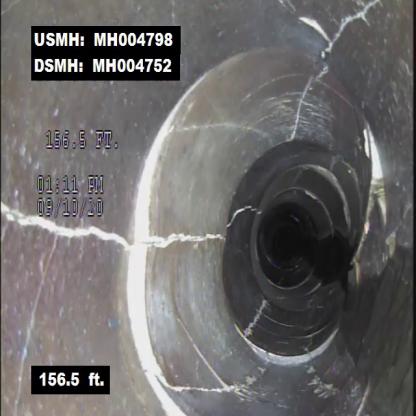 USMH: MH004798
DSMH: MH004752
156.5 FT.
01:11 PM
09/10/20
156.5 ft.